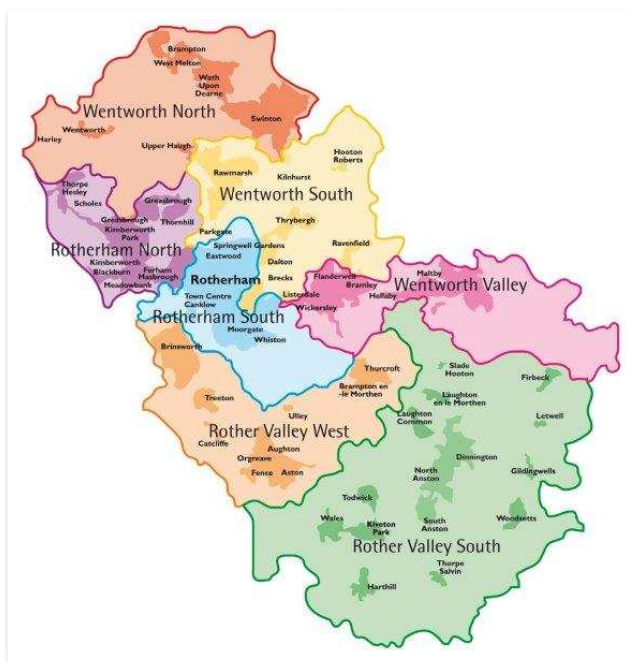 Brampton
West Melton
Wath
Upon
Dearne
Wentworth North
Swinton
Wentworth
Harley
Upper Haugh
Hooton
Roberts
Rawmarsh
Kilnhurst
Wentworth South
Thorpe
Hesley
Scholes
Greasbrough
Greasbrough
Thornhill
Kimberworth
Park
Rotherham North
Kimberworth
Blackburn
Ferham
Masbrough
Meadowbank
Thrybergh
Parkgate
Springwell Gardens
Eastwood
Ravenfield
Dalton
Rotherham
Brecks
Flanderwell
Bramley
Maltby
Wentworth Valley
Hellaby
Listerdale
Wickersley
Town Centre
Canklow
Rotherham South
Moorgate
Whiston
Brinsworth
Thurcroft
Brampton en
-le Morthen
Treeton
Ulley
Rother Valley West
Catcliffe
Aughton
Orgreave
Fence
Aston
Slade
Hooton
Firbeck
Laughton
en le Morthen
Laughton
Common
Letwell
Dinnington
North
Anston
Gildingwells
Todwick
Wales
Kiveton
Park
South
Anston
Woodsetts
Rother Valley South
Thorpe
Salvin
Harthill